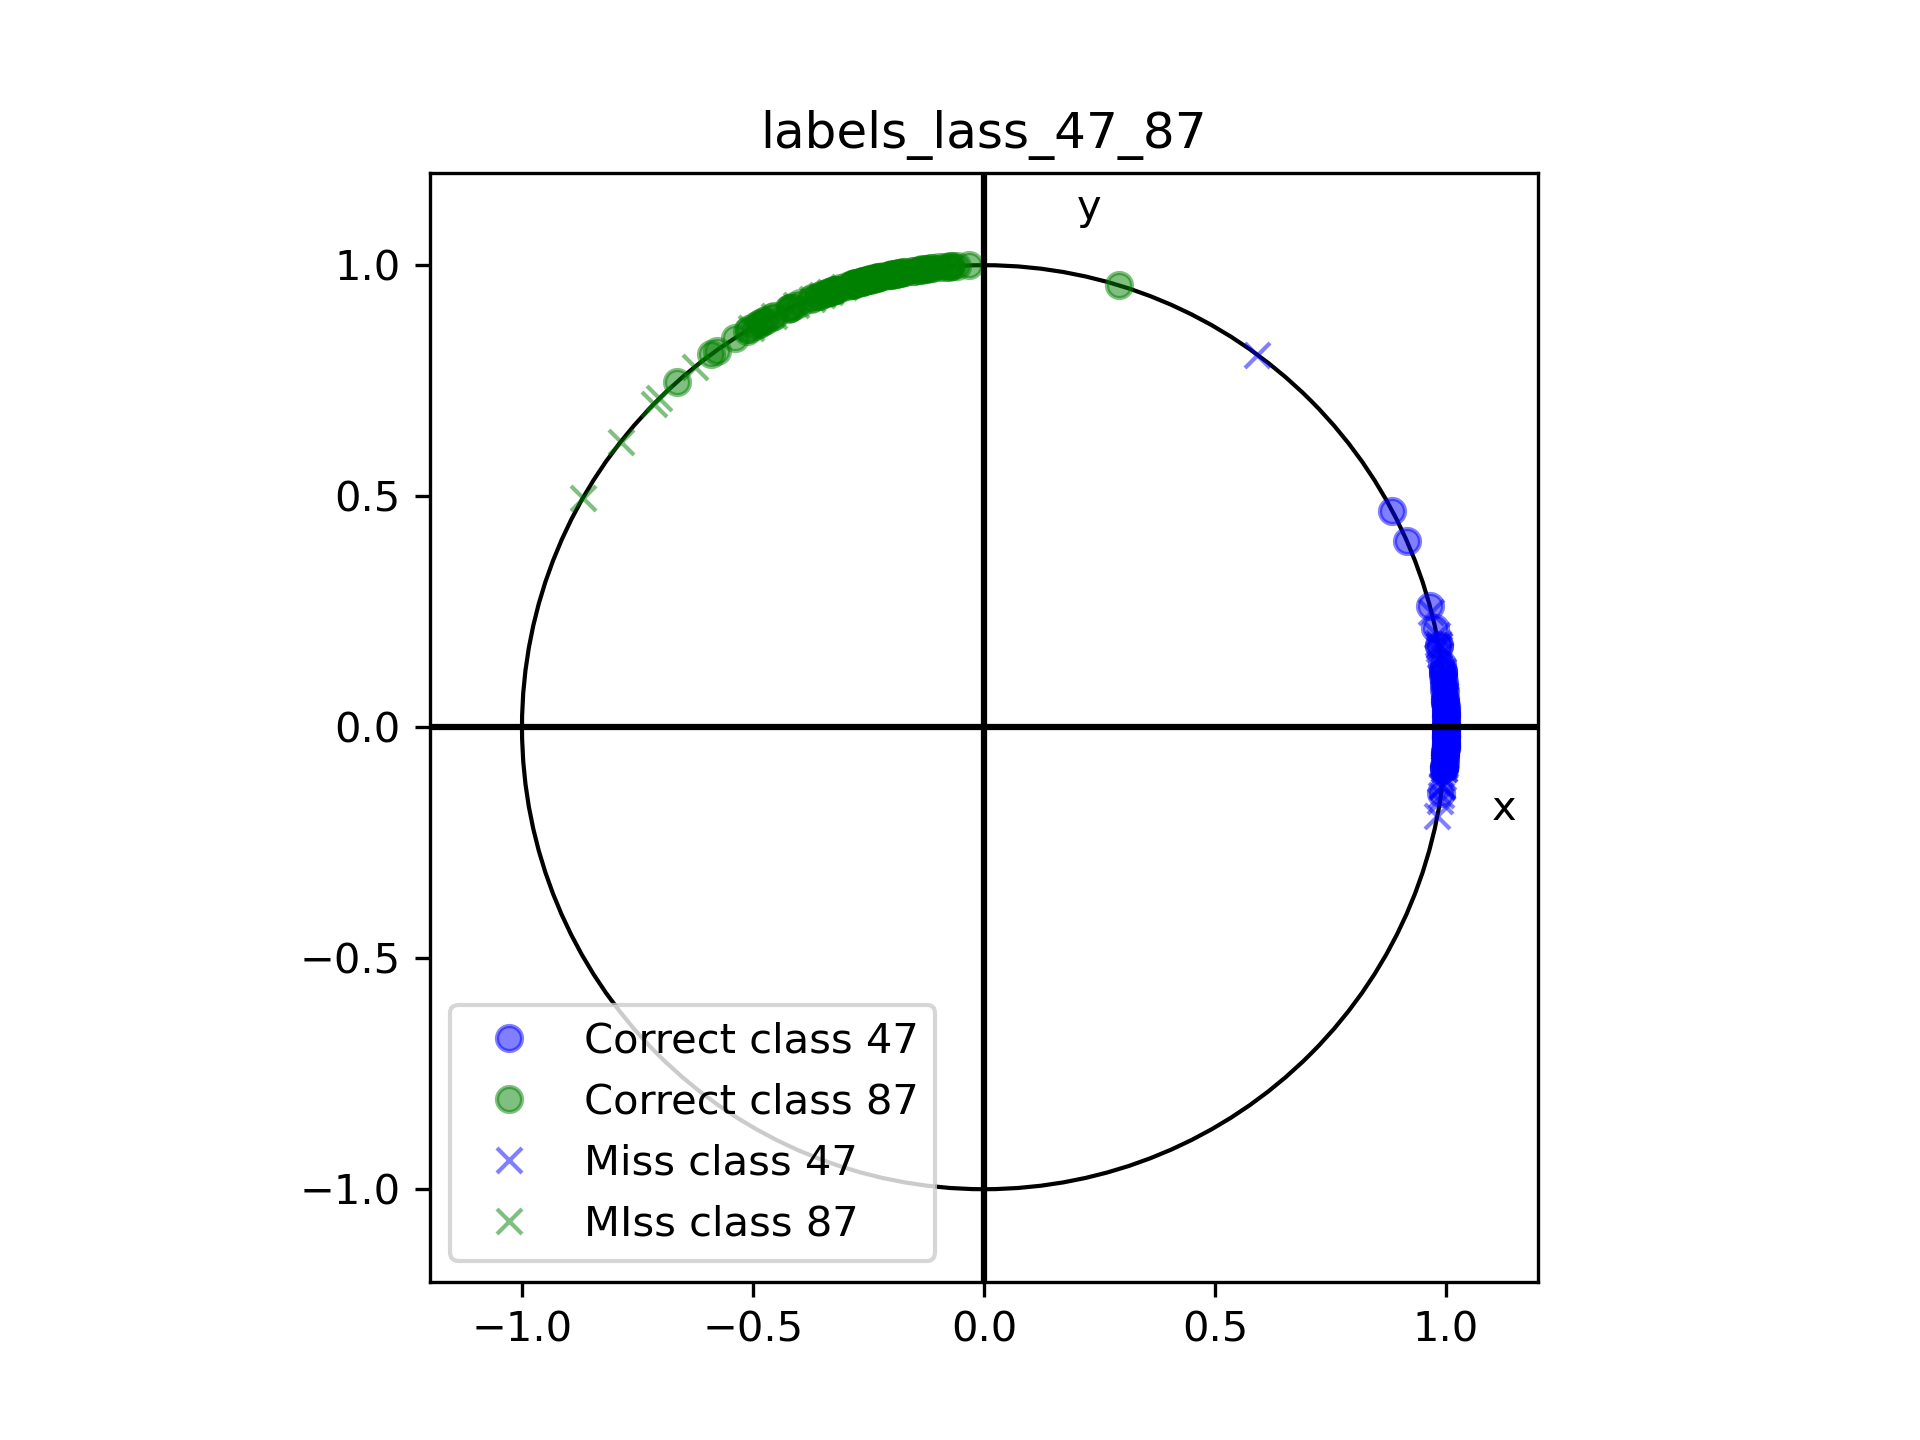 labels_lass_47_87
y
1.0
0.5
0.0
x
−0.5
−1.0
Correct class 47
Correct class 87
Miss class 47
MIss class 87
−1.0 −0.5 0.0 0.5 1.0